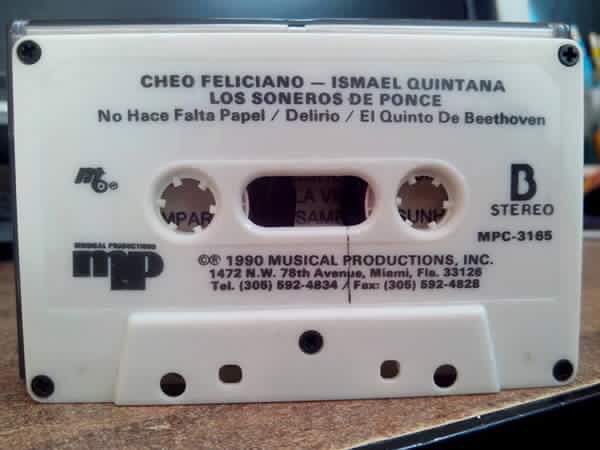 CHEO FELICIANO — ISMAEL QUINTANA
LOS SONEROS DE PONCE
No Hace Falta Papel / Delirio / El Quinto De Beethoven
B
STEREO
MPC-3165
MUSICAL PRODUCTIONS
mp
©℗ 1990 MUSICAL PRODUCTIONS, INC.
1472 N.W. 78th Avenue, Miami, Fla. 33126
Tel. (305) 592-4834 / Fax: (305) 592-4828